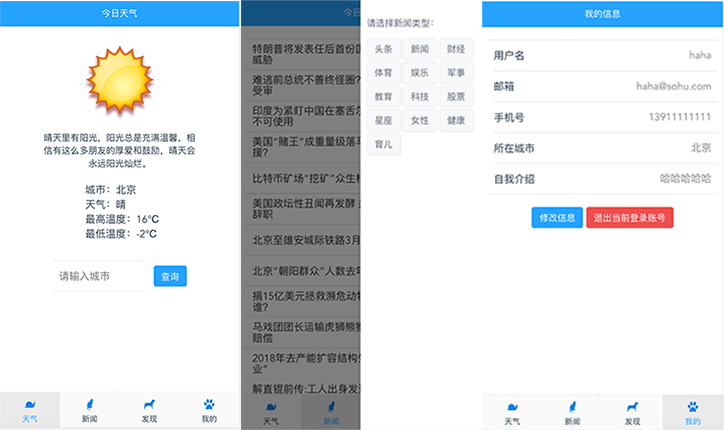 今日天气
晴天里有阳光，阳光总是充满温馨，相
信有这么多朋友的厚爱和鼓励，晴天会
永远阳光灿烂。
城市：北京
天气：晴
最高温度：16℃
最低温度：-2℃
请输入城市
查询
天气
新闻
发现
我的
今日
特朗普将发表任后首份国
威胁
难逃前总统不善终怪圈?
受审
印度为紧盯中国在塞舌尔
不可使用
美国“赌王”成重量级落马
援?
比特币矿场“挖矿”众生相
美国政坛性丑闻再发酵
辞职
北京至雄安城际铁路3月
北京“朝阳群众”人数去年
捐15亿美元拯救濒危动物
谁?
马戏团团长运输虎狮熊猴
赔偿
2018年去产能扩容结构生
业”
解直锟前传:工人出身发迹
天气
新闻
请选择新闻类型：
头条
新闻
财经
体育
娱乐
军事
教育
科技
股票
星座
女性
健康
育儿
我的信息
用户名
haha
邮箱
haha@sohu.com
手机号
13911111111
所在城市
北京
自我介绍
哈哈哈哈哈
修改信息
退出当前登录账号
天气
新闻
发现
我的